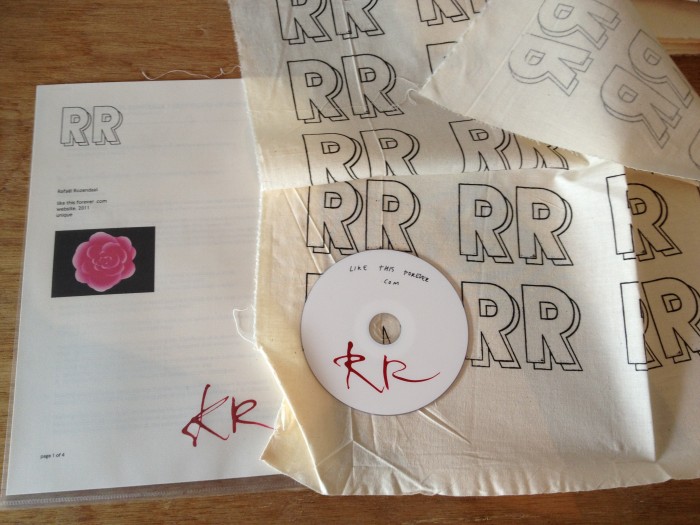 RR
Rafaël Rozendaal
like this forever .com
website, 2011
unique
RR
page 1 of 4
LIKE THIS FOREVER
COM
RR
RR
RR
RR RR
RR RR R
RR RR
RR
RR